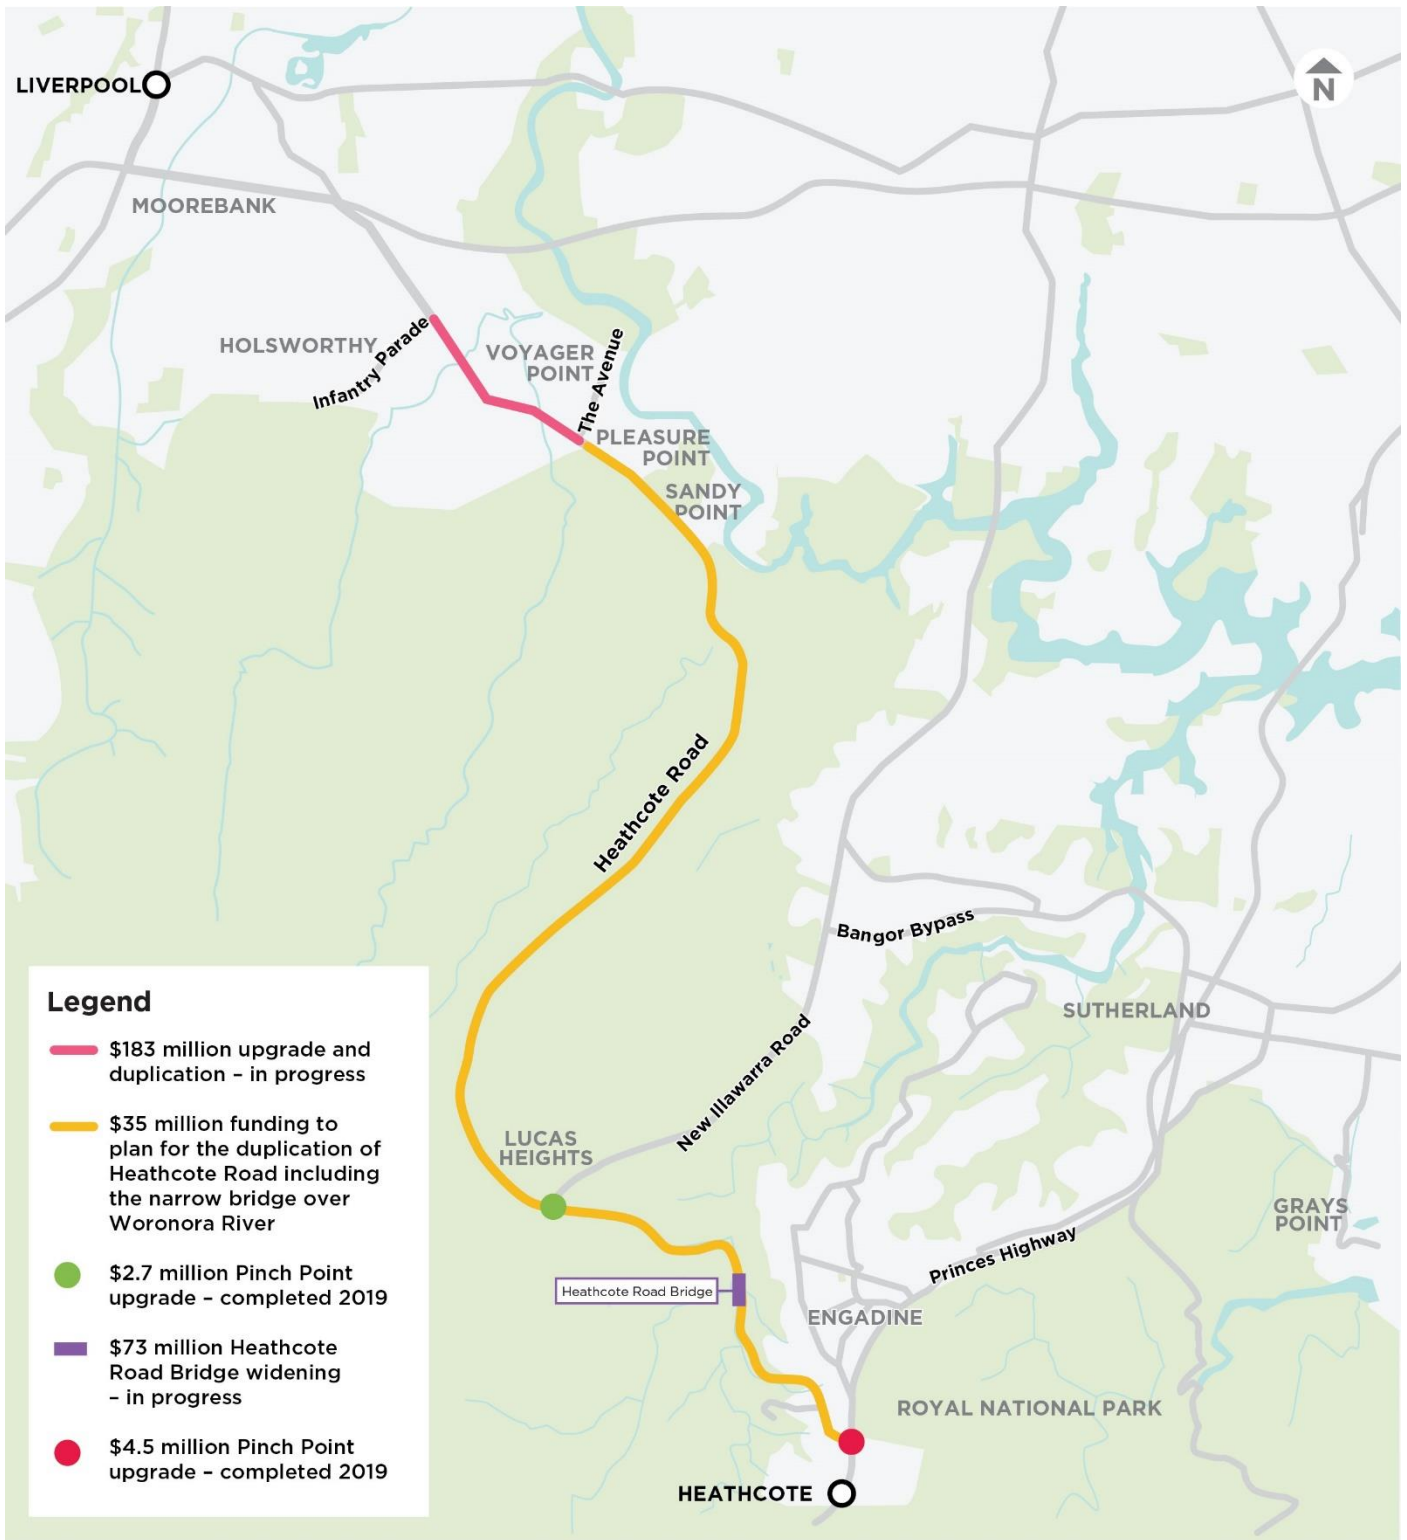 LIVERPOOL
N
MOOREBANK
HOLSWORTHY
Infantry Parade
VOYAGER
POINT
The Avenue
PLEASURE
POINT
SANDY
POINT
Heathcote Road
Bangor Bypass
New Illawarra Road
SUTHERLAND
LUCAS
HEIGHTS
GRAYS
POINT
Princes Highway
Heathcote Road Bridge
ENGADINE
ROYAL NATIONAL PARK
HEATHCOTE
Legend
$183 million upgrade and
duplication – in progress
$35 million funding to
plan for the duplication of
Heathcote Road including
the narrow bridge over
Woronora River
$2.7 million Pinch Point
upgrade – completed 2019
$73 million Heathcote
Road Bridge widening
– in progress
$4.5 million Pinch Point
upgrade – completed 2019